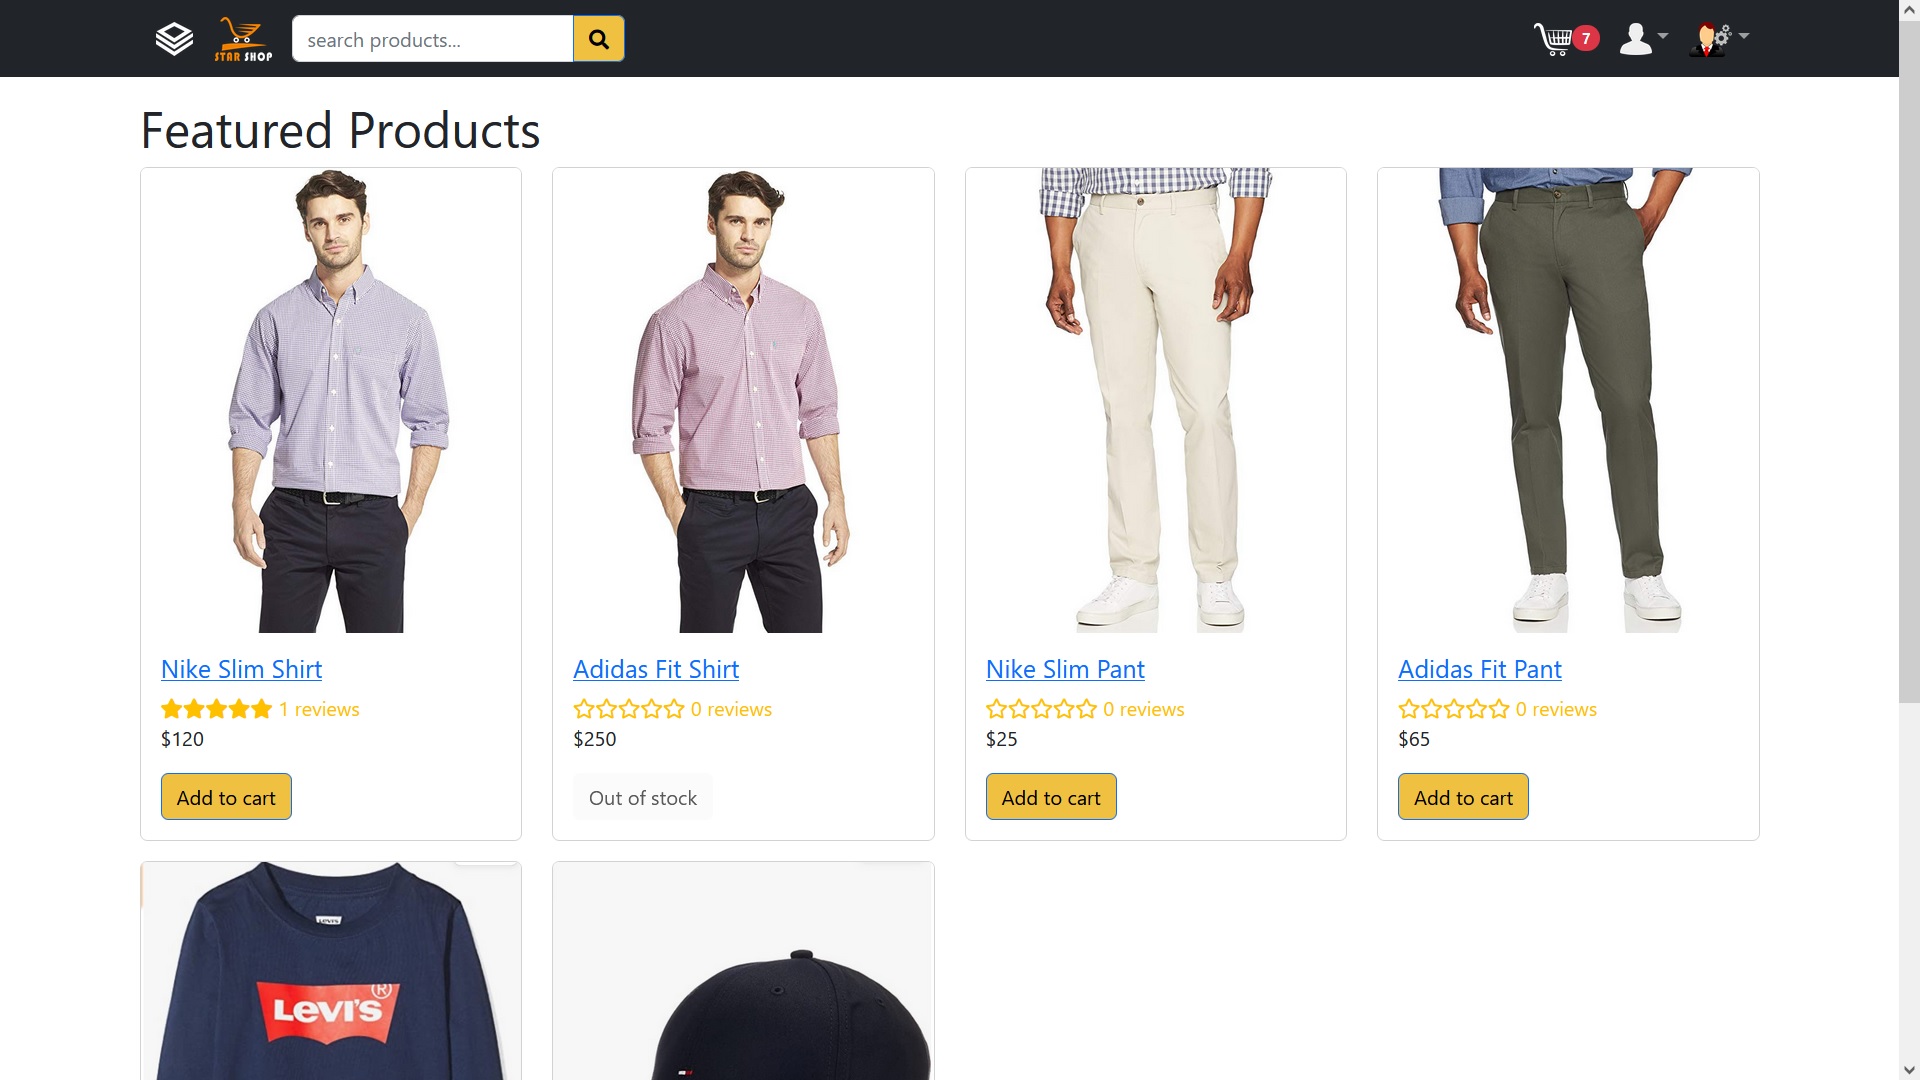 STAR SHOP
search products...
7
Featured Products
Nike Slim Shirt
1 reviews
$120
Add to cart
Adidas Fit Shirt
0 reviews
$250
Out of stock
Nike Slim Pant
0 reviews
$25
Add to cart
Adidas Fit Pant
0 reviews
$65
Add to cart
LEVI'S
LEVI'S®